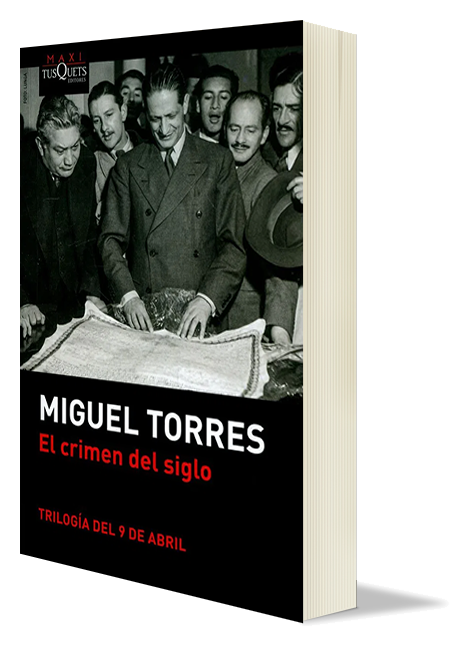 MAXI
TUSQUETS
EDITORES
MIGUEL TORRES
El crimen del siglo
TRILOGÍA DEL 9 DE ABRIL